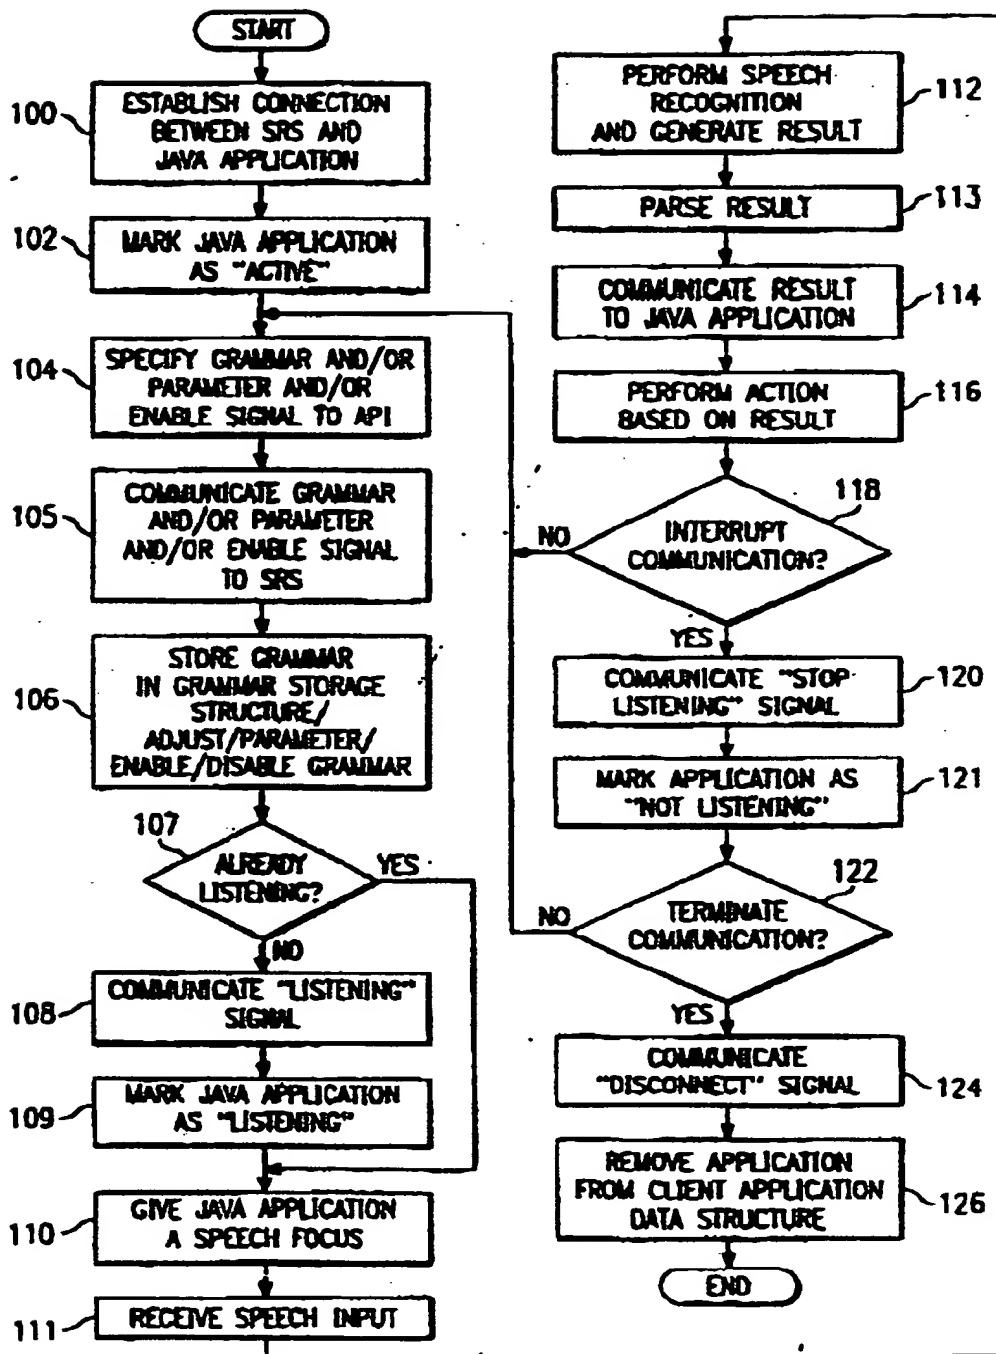 START
100
ESTABLISH CONNECTION
BETWEEN SRS AND
JAVA APPLICATION
102
MARK JAVA APPLICATION
AS "ACTIVE"
104
SPECIFY GRAMMAR AND/OR
PARAMETER AND/OR
ENABLE SIGNAL TO API
105
COMMUNICATE GRAMMAR
AND/OR PARAMETER
AND/OR ENABLE SIGNAL
TO SRS
106
STORE GRAMMAR
IN GRAMMAR STORAGE
STRUCTURE/
ADJUST/PARAMETER/
ENABLE/DISABLE GRAMMAR
107
ALREADY
LISTENING?
YES
NO
108
COMMUNICATE "LISTENING"
SIGNAL
109
MARK JAVA APPLICATION
AS "LISTENING"
110
GIVE JAVA APPLICATION
A SPEECH FOCUS
111
RECEIVE SPEECH INPUT
PERFORM SPEECH
RECOGNITION
AND GENERATE RESULT
112
PARSE RESULT
113
COMMUNICATE RESULT
TO JAVA APPLICATION
114
PERFORM ACTION
BASED ON RESULT
116
118
INTERRUPT
COMMUNICATION?
NO
YES
COMMUNICATE "STOP
LISTENING" SIGNAL
120
MARK APPLICATION AS
"NOT LISTENING"
121
122
TERMINATE
COMMUNICATION?
NO
YES
COMMUNICATE
"DISCONNECT" SIGNAL
124
REMOVE APPLICATION
FROM CLIENT APPLICATION
DATA STRUCTURE
126
END